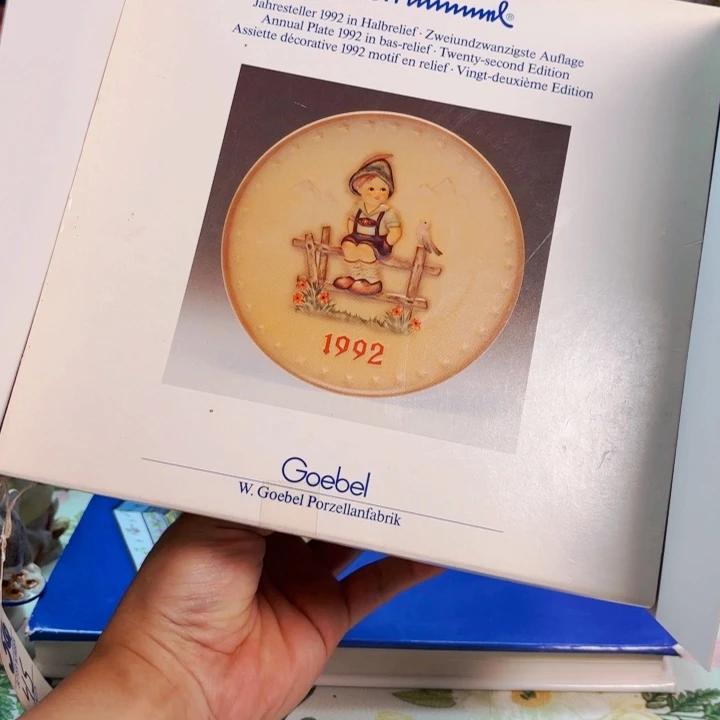 Hummel®
Jahresteller 1992 in Halbrelief · Zweiundzwanzigste Auflage
Annual Plate 1992 in bas-relief · Twenty-second Edition
Assiette décorative 1992 motif en relief · Vingt-deuxième Edition
1992
Goebel
W. Goebel Porzellanfabrik